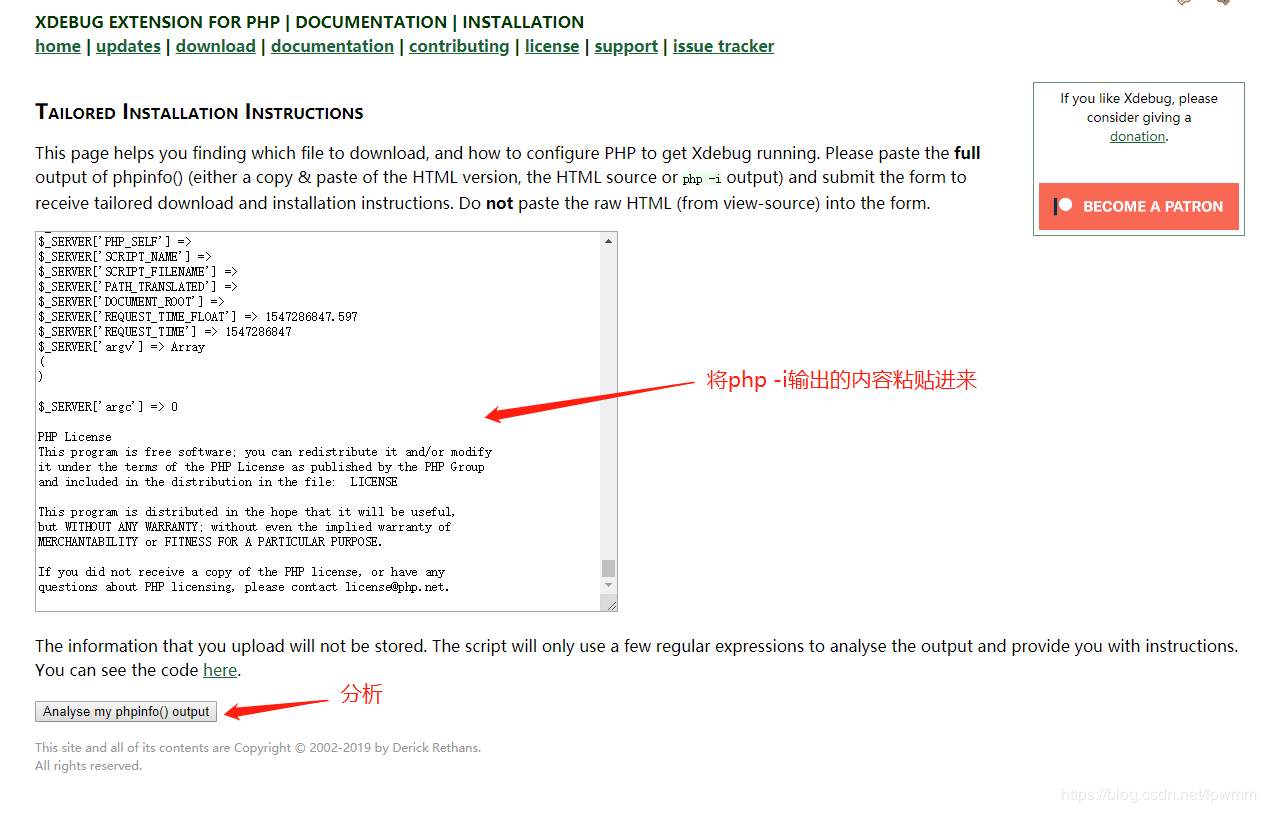 XDEBUG EXTENSION FOR PHP | DOCUMENTATION | INSTALLATION
home | updates | download | documentation | contributing | license | support | issue tracker
TAILORED INSTALLATION INSTRUCTIONS
This page helps you finding which file to download, and how to configure PHP to get Xdebug running. Please paste the full
output of phpinfo() (either a copy & paste of the HTML version, the HTML source or php -i output) and submit the form to
receive tailored download and installation instructions. Do not paste the raw HTML (from view-source) into the form.
If you like Xdebug, please
consider giving a
donation.
BECOME A PATRON
$_SERVER['PHP_SELF'] =>
$_SERVER['SCRIPT_NAME'] =>
$_SERVER['SCRIPT_FILENAME'] =>
$_SERVER['PATH_TRANSLATED'] =>
$_SERVER['DOCUMENT_ROOT'] =>
$_SERVER['REQUEST_TIME_FLOAT'] => 1547286847.597
$_SERVER['REQUEST_TIME'] => 1547286847
$_SERVER['argv'] => Array
(
)
$_SERVER['argc'] => 0
将php -i输出的内容粘贴进来
PHP License
This program is free software; you can redistribute it and/or modify
it under the terms of the PHP License as published by the PHP Group
and included in the distribution in the file:  LICENSE
This program is distributed in the hope that it will be useful,
but WITHOUT ANY WARRANTY; without even the implied warranty of
MERCHANTABILITY or FITNESS FOR A PARTICULAR PURPOSE.
If you did not receive a copy of the PHP license, or have any
questions about PHP licensing, please contact license@php.net.
The information that you upload will not be stored. The script will only use a few regular expressions to analyse the output and provide you with instructions.
You can see the code here.
分析
Analyse my phpinfo() output
This site and all of its contents are Copyright © 2002-2019 by Derick Rethans.
All rights reserved.
https://blog.csdn.net/lpwmm